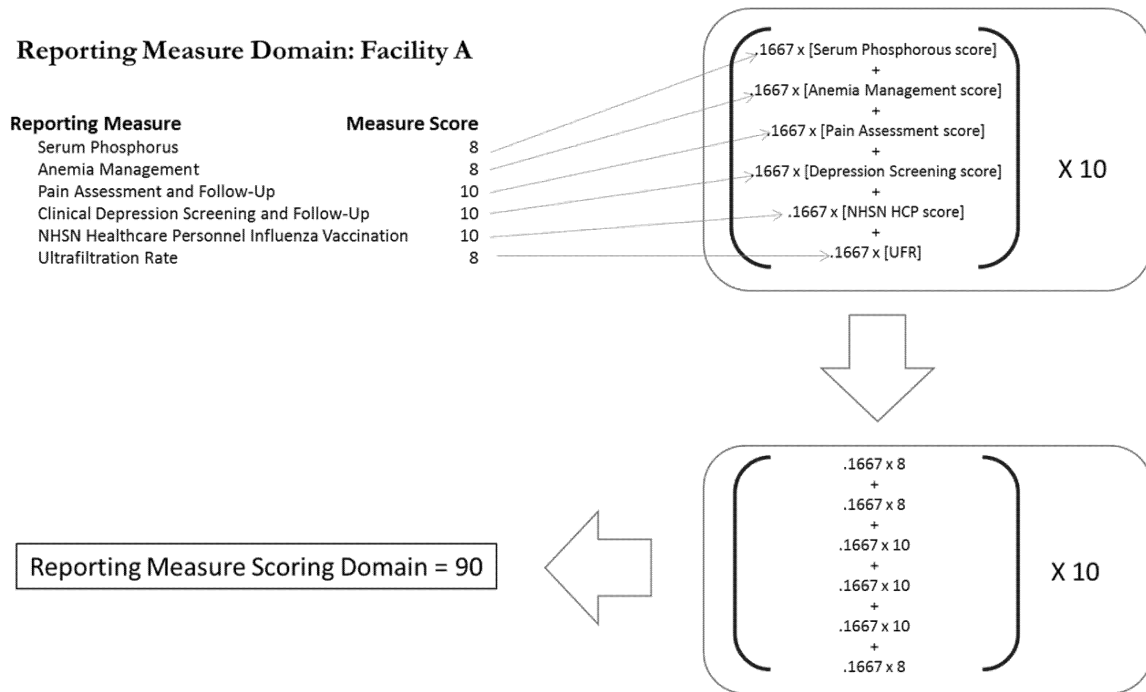 Reporting Measure Domain: Facility A
Reporting Measure Measure Score
Serum Phosphorus 8
Anemia Management 8
Pain Assessment and Follow-Up 10
Clinical Depression Screening and Follow-Up 10
NHSN Healthcare Personnel Influenza Vaccination 10
Ultrafiltration Rate 8
.1667 x [Serum Phosphorous score]
+
.1667 x [Anemia Management score]
+
.1667 x [Pain Assessment score]
+
.1667 x [Depression Screening score]
+
.1667 x [NHSN HCP score]
+
.1667 x [UFR]
X 10
.1667 x 8
+
.1667 x 8
+
.1667 x 10
+
.1667 x 10
+
.1667 x 10
+
.1667 x 8
X 10
Reporting Measure Scoring Domain = 90